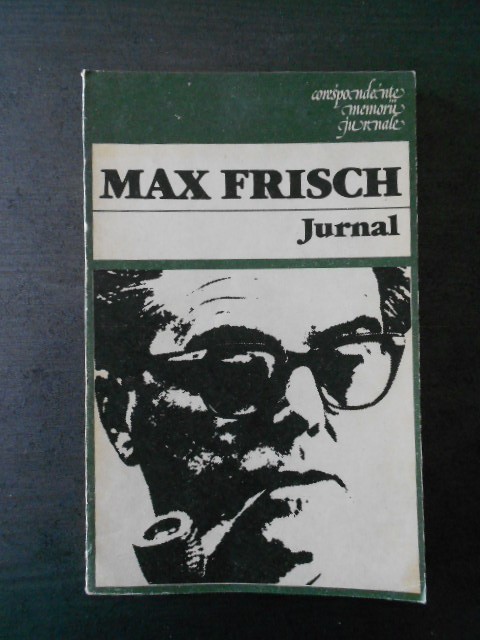 corespondențe
memorii
jurnale
MAX FRISCH
Jurnal